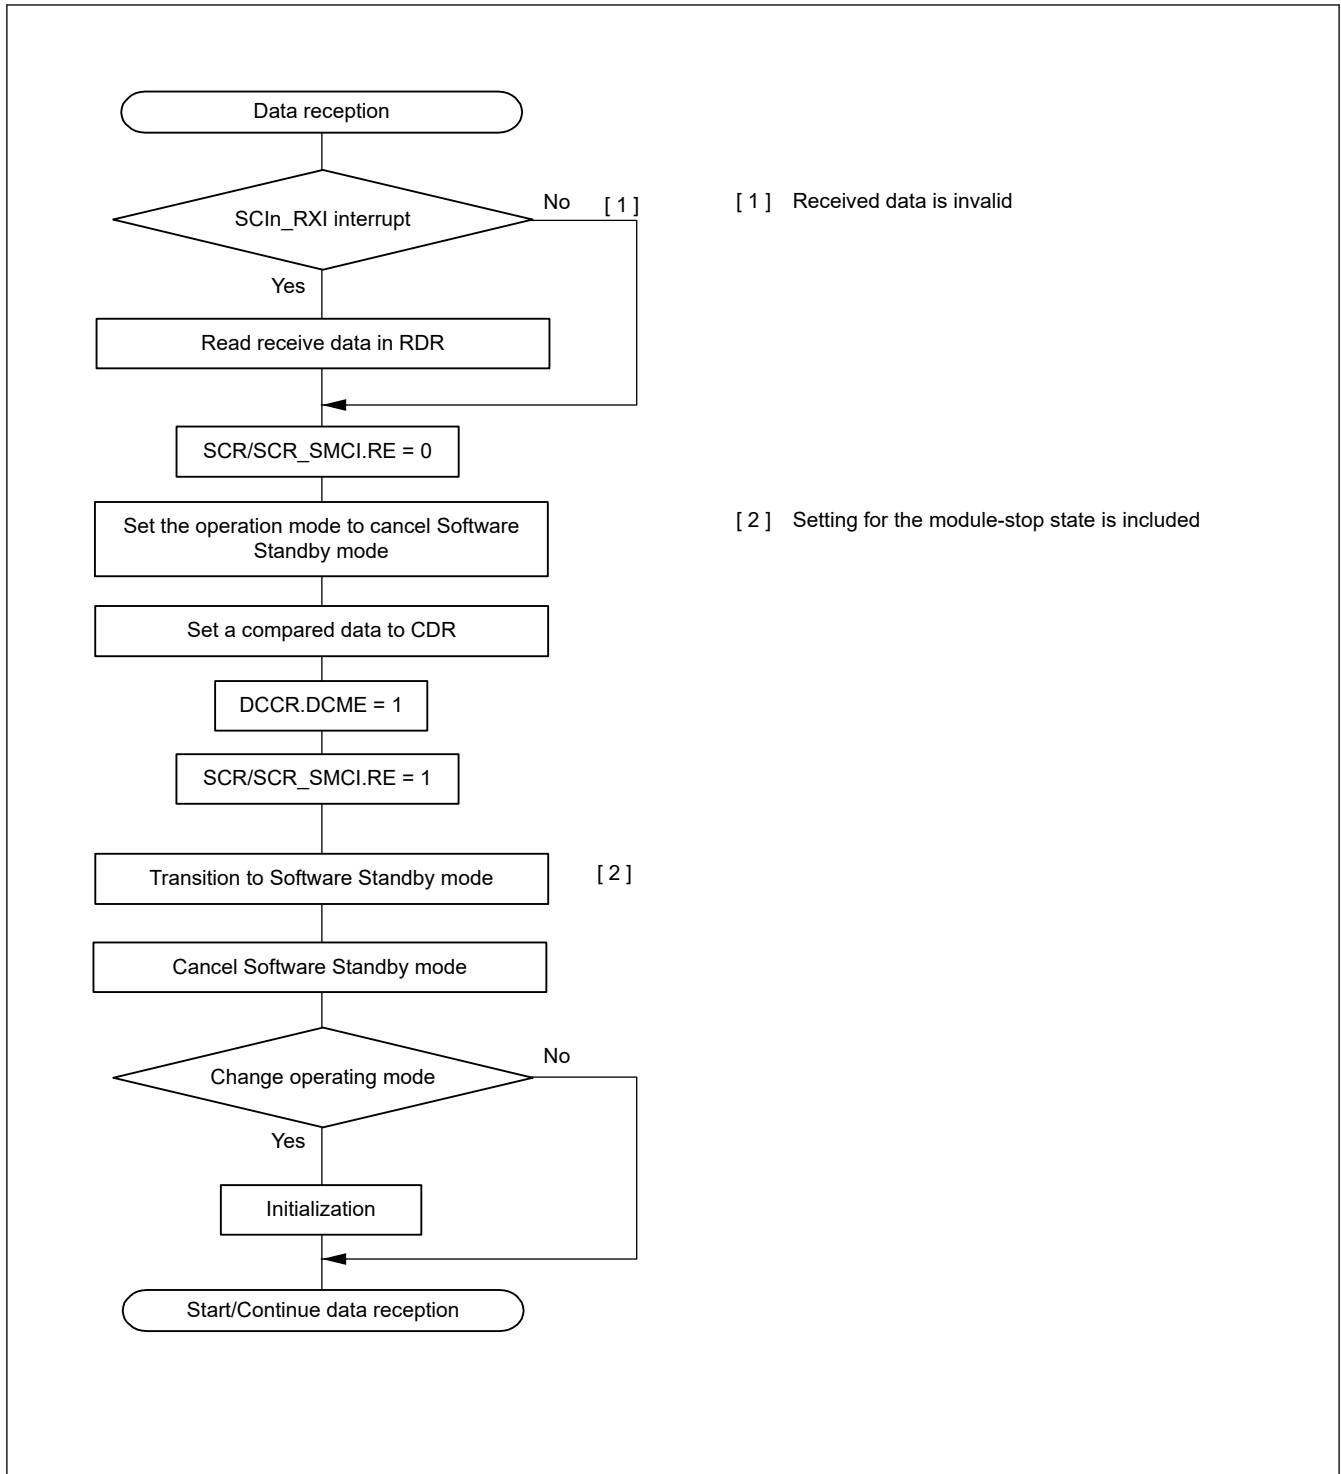 Data reception
No [ 1 ]
[ 1 ] Received data is invalid
SCIn_RXI interrupt
Yes
Read receive data in RDR
SCR/SCR_SMCI.RE = 0
Set the operation mode to cancel Software
Standby mode
[ 2 ] Setting for the module-stop state is included
Set a compared data to CDR
DCCR.DCME = 1
SCR/SCR_SMCI.RE = 1
Transition to Software Standby mode
[ 2 ]
Cancel Software Standby mode
Change operating mode
No
Yes
Initialization
Start/Continue data reception